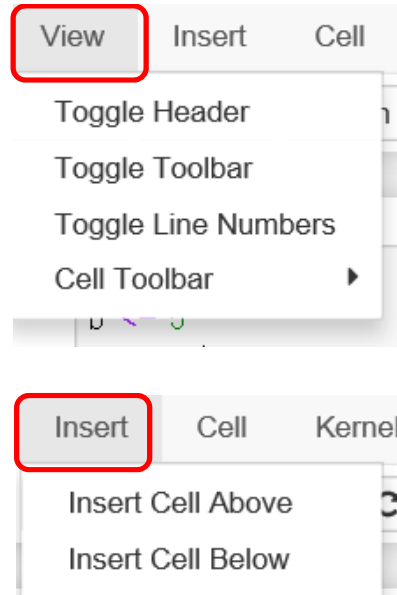 View Insert Cell
Toggle Header
Toggle Toolbar
Toggle Line Numbers
Cell Toolbar
Insert Cell Kernel
Insert Cell Above
Insert Cell Below